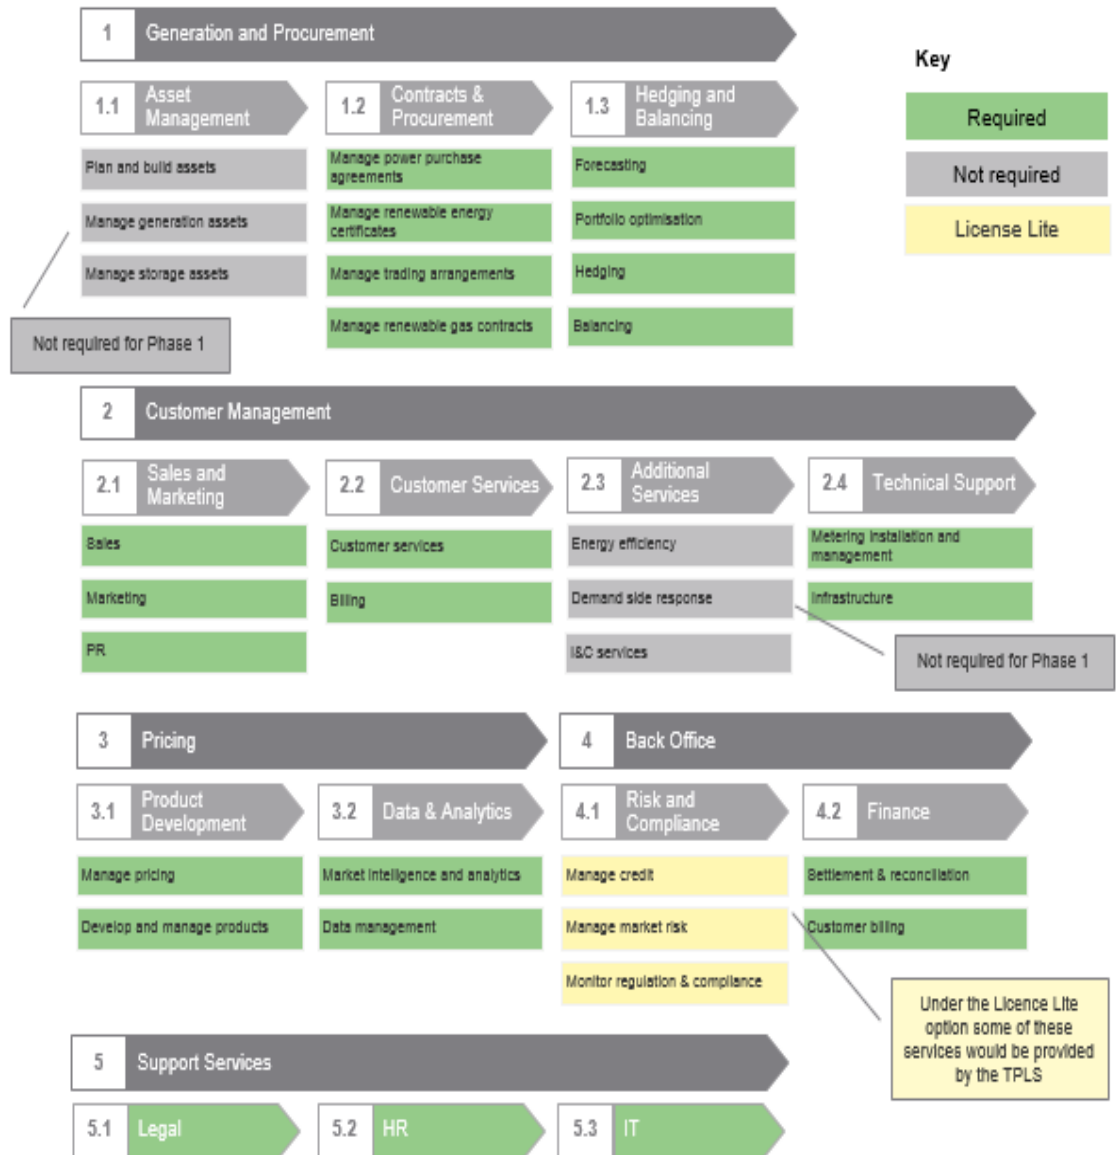 1 Generation and Procurement
Key
1.1 Asset Management
1.2 Contracts & Procurement
1.3 Hedging and Balancing
Required
Not required
License Lite
Plan and build assets
Manage generation assets
Manage storage assets
Manage power purchase
agreements
Manage renewable energy
certificates
Manage trading arrangements
Manage renewable gas contracts
Forecasting
Portfolio optimisation
Hedging
Balancing
Not required for Phase 1
2 Customer Management
2.1 Sales and Marketing
2.2 Customer Services
2.3 Additional Services
2.4 Technical Support
Sales
Marketing
PR
Customer services
Billing
Energy efficiency
Demand side response
I&C services
Metering installation and
management
Infrastructure
Not required for Phase 1
3 Pricing
4 Back Office
3.1 Product Development
3.2 Data & Analytics
4.1 Risk and Compliance
4.2 Finance
Manage pricing
Develop and manage products
Market intelligence and analytics
Data management
Manage credit
Manage market risk
Monitor regulation & compliance
Settlement & reconciliation
Customer billing
Under the Licence Lite
option some of these
services would be provided
by the TPLS
5 Support Services
5.1 Legal
5.2 HR
5.3 IT